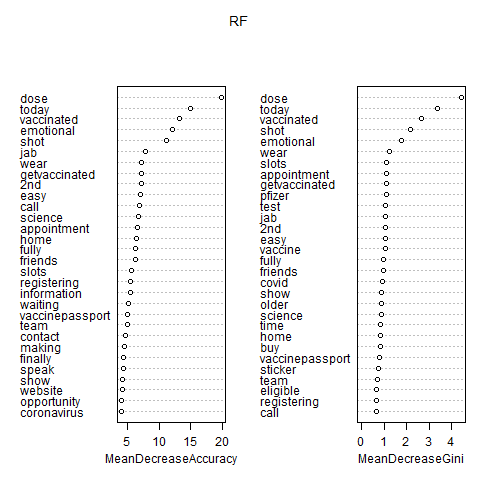 RF
dose
today
vaccinated
emotional
shot
jab
wear
getvaccinated
2nd
easy
call
science
appointment
home
fully
friends
slots
registering
information
waiting
vaccinepassport
team
contact
making
finally
speak
show
website
opportunity
coronavirus
5 10 15 20
MeanDecreaseAccuracy
dose
today
vaccinated
shot
emotional
wear
slots
appointment
getvaccinated
pfizer
test
jab
2nd
easy
vaccine
fully
friends
covid
show
older
science
time
home
buy
vaccinepassport
sticker
team
eligible
registering
call
0 1 2 3 4
MeanDecreaseGini